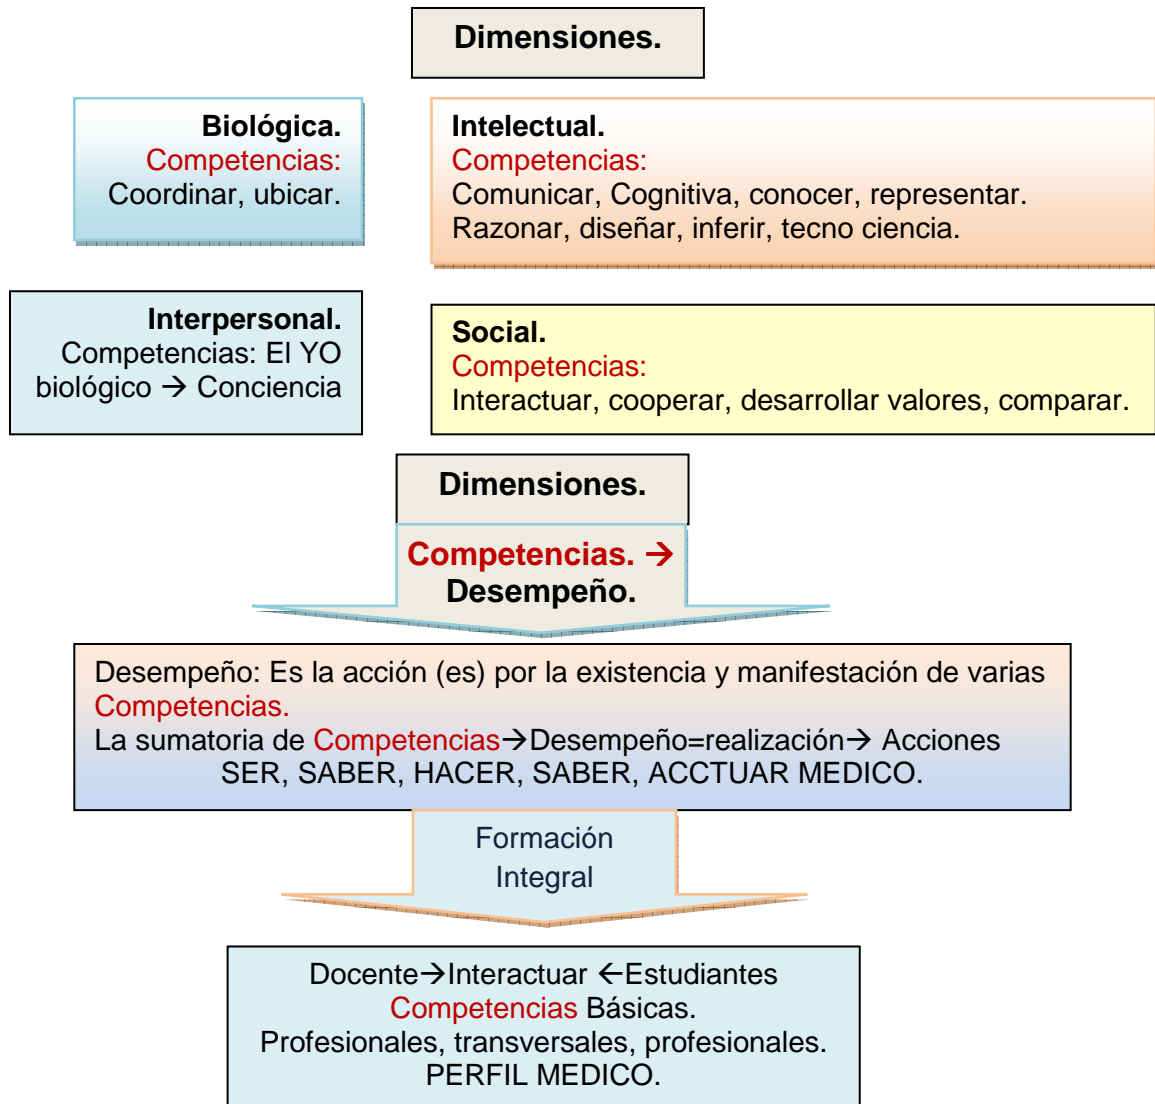 Dimensiones.
Biológica.
Competencias:
Coordinar, ubicar.
Intelectual.
Competencias:
Comunicar, Cognitiva, conocer, representar.
Razonar, diseñar, inferir, tecno ciencia.
Interpersonal.
Competencias: El YO
biológico → Conciencia
Social.
Competencias:
Interactuar, cooperar, desarrollar valores, comparar.
Dimensiones.
Competencias. →
Desempeño.
Desempeño: Es la acción (es) por la existencia y manifestación de varias
Competencias.
La sumatoria de Competencias→Desempeño=realización→ Acciones
SER, SABER, HACER, SABER, ACCTUAR MEDICO.
Formación
Integral
Docente→Interactuar ←Estudiantes
Competencias Básicas.
Profesionales, transversales, profesionales.
PERFIL MEDICO.